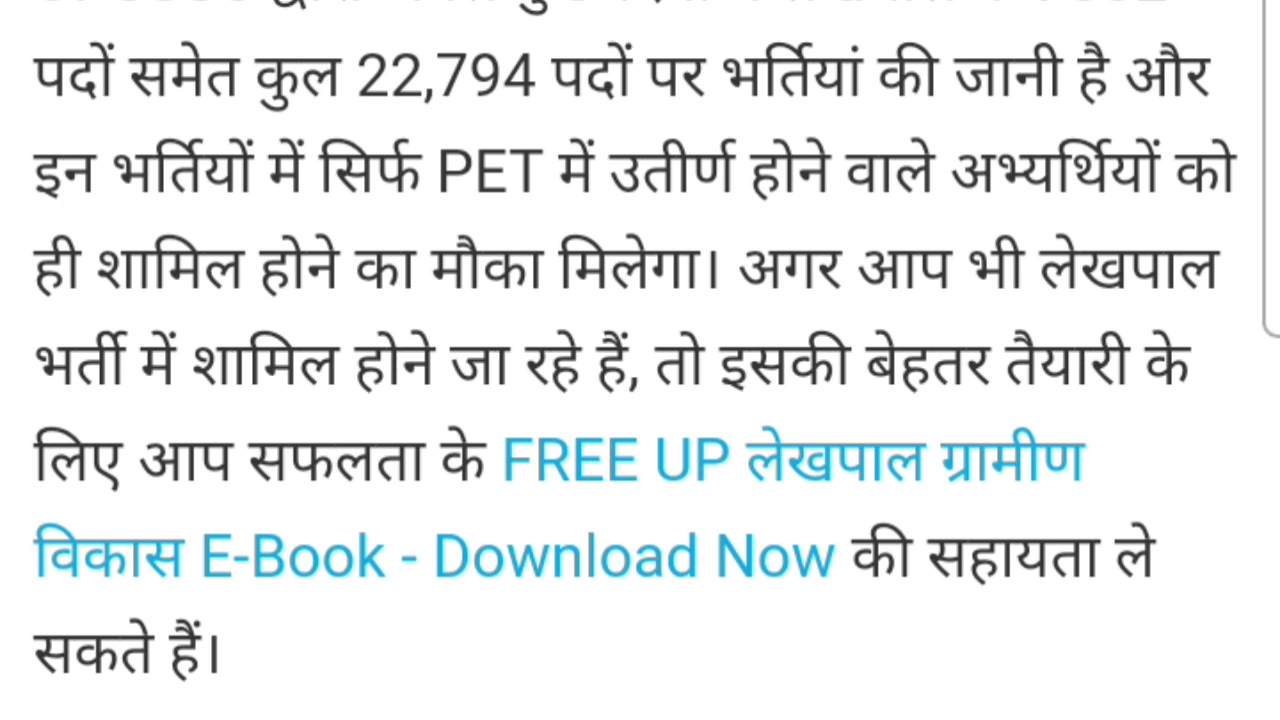 पदों समेत कुल 22,794 पदों पर भर्तियां की जानी है और
इन भर्तियों में सिर्फ PET में उतीर्ण होने वाले अभ्यर्थियों को
ही शामिल होने का मौका मिलेगा। अगर आप भी लेखपाल
भर्ती में शामिल होने जा रहे हैं, तो इसकी बेहतर तैयारी के
लिए आप सफलता के FREE UP लेखपाल ग्रामीण
विकास E-Book - Download Now की सहायता ले
सकते हैं।